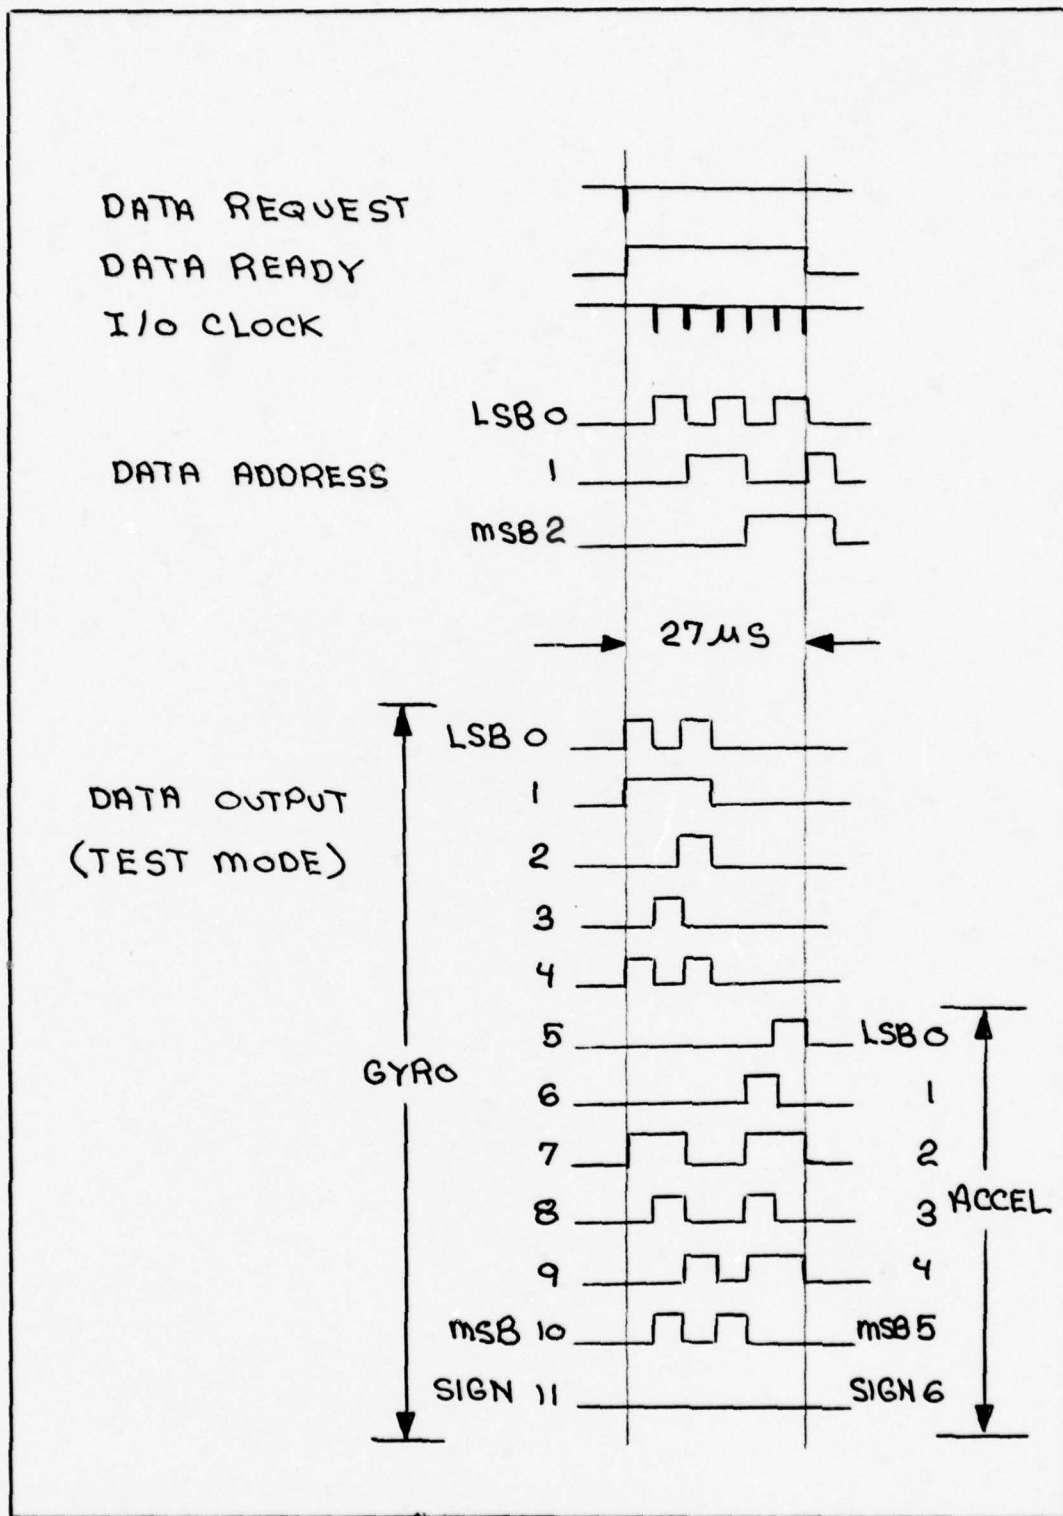 DATA REQUEST
DATA READY
I/O CLOCK
LSB 0
DATA ADDRESS 1
MSB 2
27 μS
LSB 0
DATA OUTPUT 1
(TEST MODE) 2
3
4
5 LSB 0
GYRO
6 1
7 2
8 3 ACCEL
9 4
MSB 10 MSB 5
SIGN 11 SIGN 6